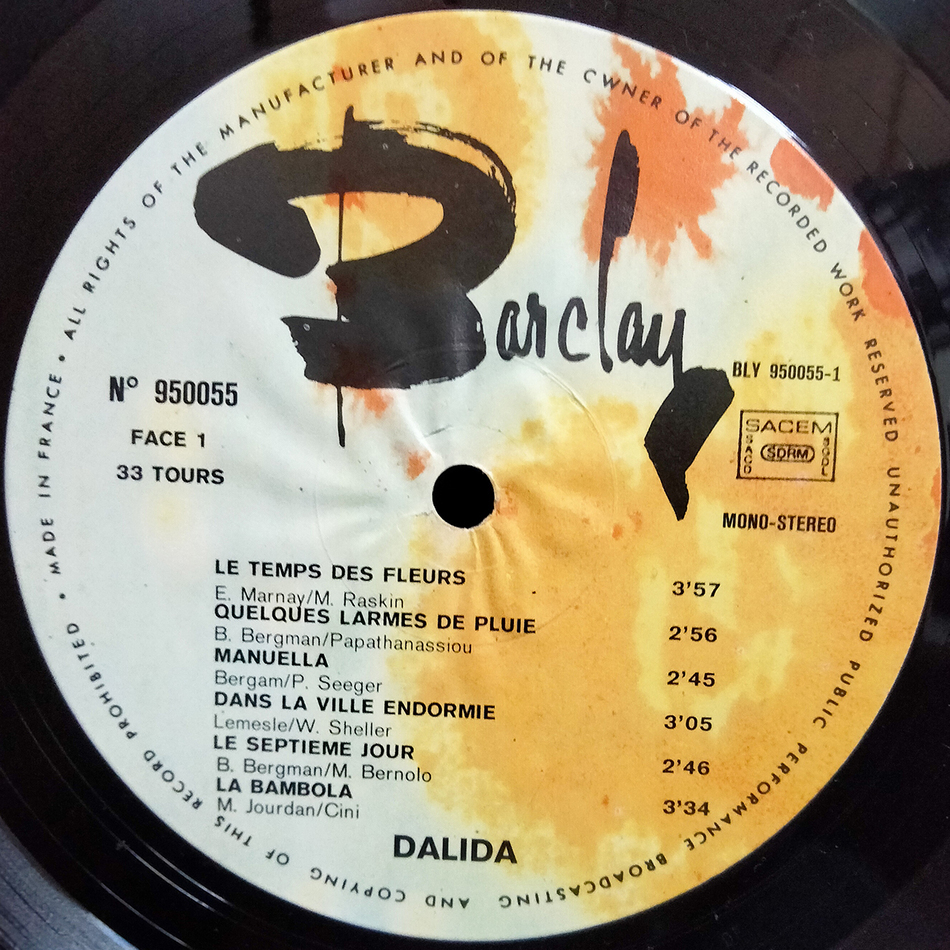 • MADE IN FRANCE • ALL RIGHTS OF THE MANUFACTURER AND OF THE OWNER OF THE RECORDED WORK RESERVED UNAUTHORIZED PUBLIC PERFORMANCE BROADCASTING AND COPYING OF THIS RECORD PROHIBITED
Barclay
BLY 950055-1
N° 950055
FACE 1
33 TOURS
SACEM
SACD SDRM SGDL
MONO-STEREO
LE TEMPS DES FLEURS 3'57
E. Marnay/M. Raskin
QUELQUES LARMES DE PLUIE 2'56
B. Bergman/Papathanassiou
MANUELLA 2'45
Bergam/P. Seeger
DANS LA VILLE ENDORMIE 3'05
Lemesle/W. Sheller
LE SEPTIEME JOUR 2'46
B. Bergman/M. Bernolo
LA BAMBOLA 3'34
M. Jourdan/Cini
DALIDA